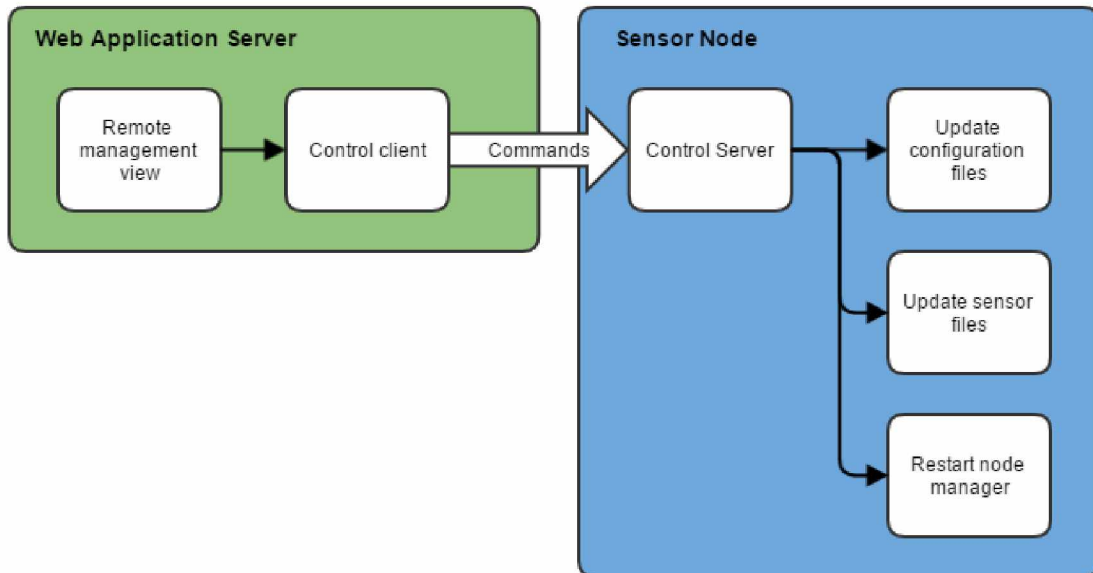 Web Application Server
Sensor Node
Remote
management
view
Control client
Commands
Control Server
Update
configuration
files
Update sensor
files
Restart node
manager